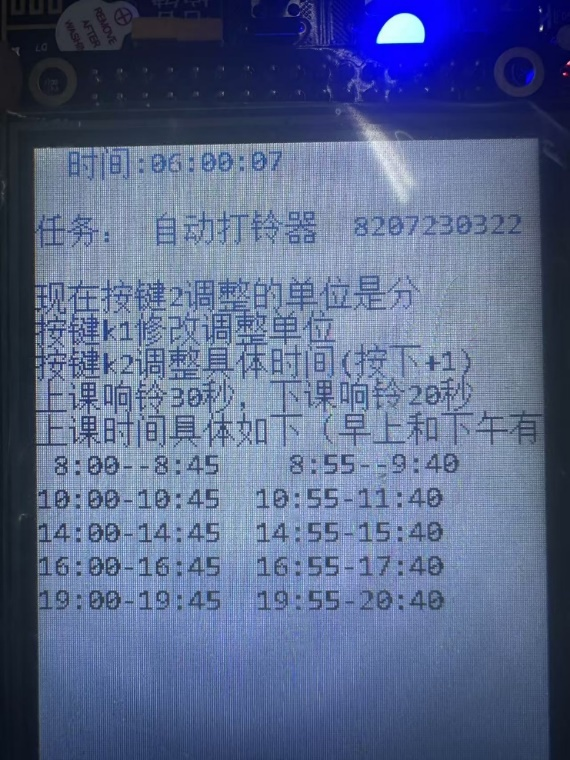 REMOVE
AFTER
WASHING
时间:06:00:07
任务: 自动打铃器 8207230322
现在按键2调整的单位是分
按键k1修改调整单位
按键k2调整具体时间(按下+1)
上课响铃30秒, 下课响铃20秒
上课时间具体如下（早上和下午有
8:00--8:45 8:55--9:40
10:00-10:45 10:55-11:40
14:00-14:45 14:55-15:40
16:00-16:45 16:55-17:40
19:00-19:45 19:55-20:40